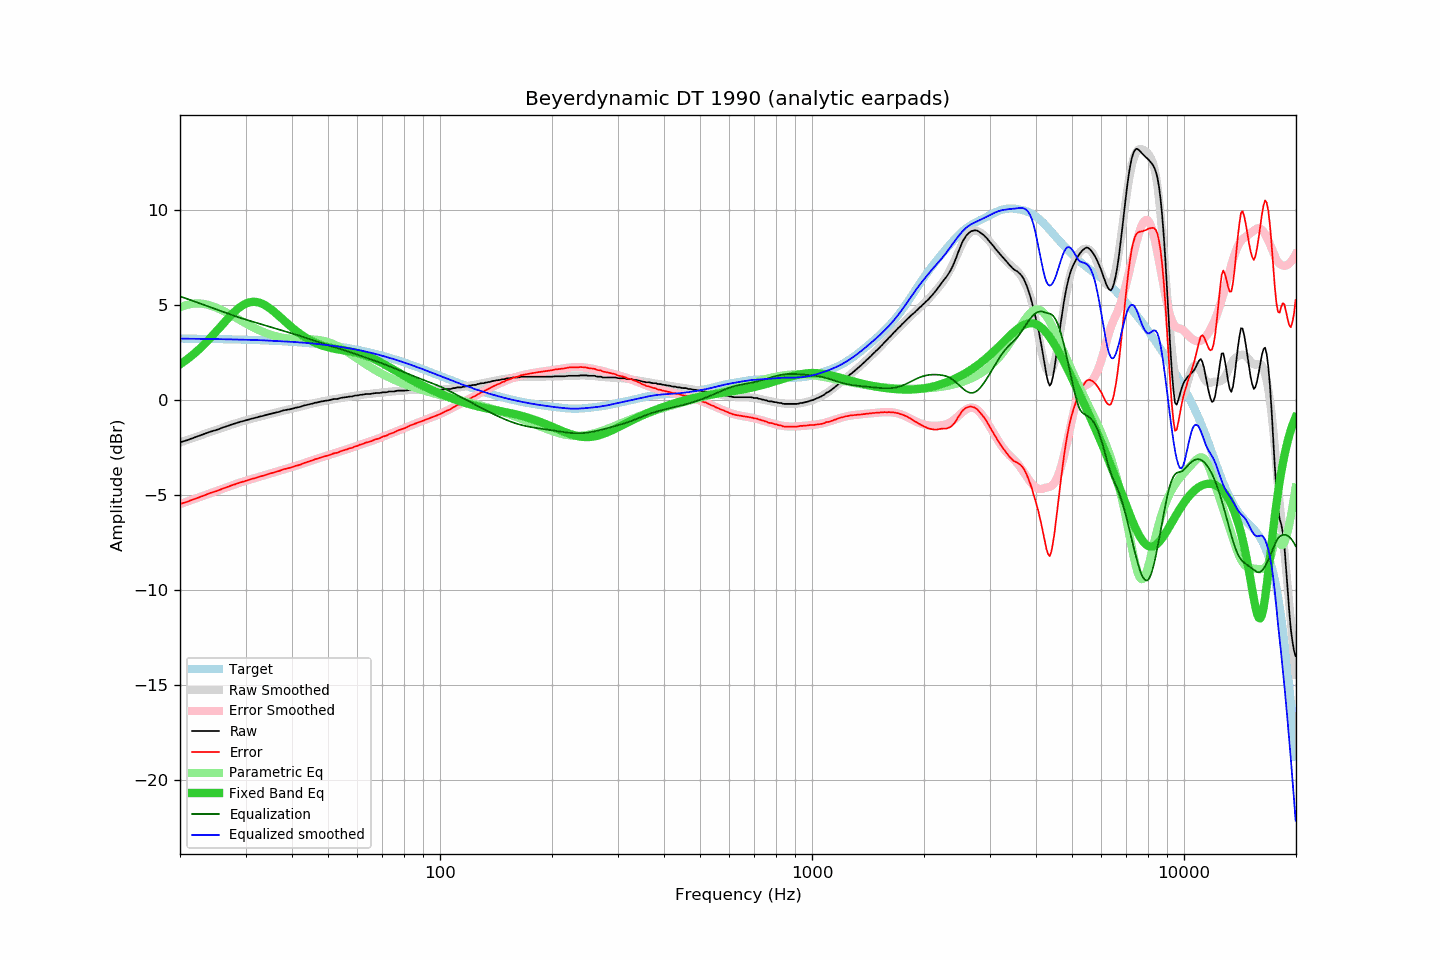 Beyerdynamic DT 1990 (analytic earpads)
10
5
0
−5
−10
−15
−20
Amplitude (dBr)
Target
Raw Smoothed
Error Smoothed
Raw
Error
Parametric Eq
Fixed Band Eq
Equalization
Equalized smoothed
100
1000
10000
Frequency (Hz)